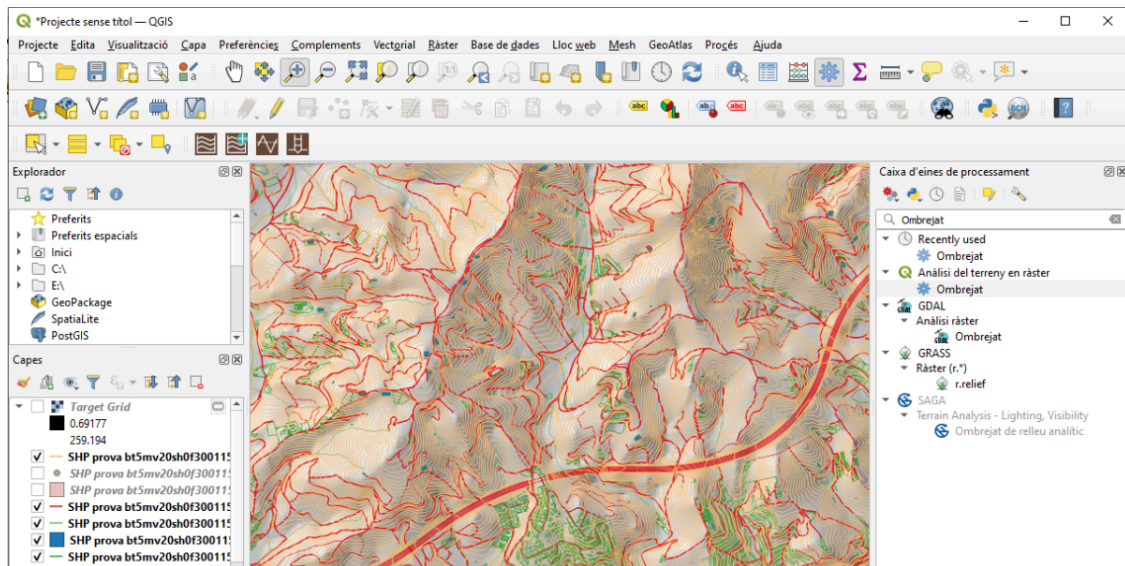 *Projecte sense títol — QGIS
Projecte Edita Visualització Capa Preferències Complements Vectorial Ràster Base de dades Lloc web Mesh GeoAtlas Procés Ajuda
abc abc abc
BCN
Explorador
Preferits
Preferits espacials
Inici
C:\
E:\
GeoPackage
SpatiaLite
PostGIS
Capes
Target Grid
0.69177
259.194
SHP prova bt5mv20sh0f300115
SHP prova bt5mv20sh0f300115
SHP prova bt5mv20sh0f300115
SHP prova bt5mv20sh0f300115
SHP prova bt5mv20sh0f300115
SHP prova bt5mv20sh0f300115
SHP prova bt5mv20sh0f300115
Caixa d'eines de processament
Ombrejat
Recently used
Ombrejat
Anàlisi del terreny en ràster
Ombrejat
GDAL
Anàlisi ràster
Ombrejat
GRASS
Ràster (r.*)
r.relief
SAGA
Terrain Analysis - Lighting, Visibility
Ombrejat de relleu analític